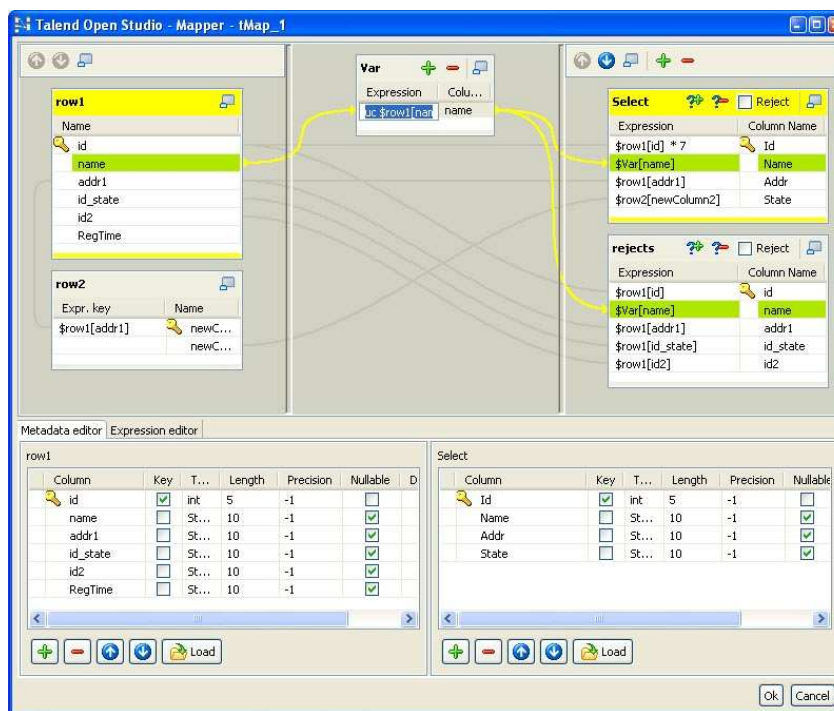 Talend Open Studio - Mapper - tMap_1
row1
Name
id
name
addr1
id_state
id2
RegTime
row2
Expr. key Name
$row1[addr1] newC...
newC...
Var
Expression Colu...
uc $row1[nan name
Select Reject
Expression Column Name
$row1[id] * 7 Id
$Var[name] Name
$row1[addr1] Addr
$row2[newColumn2] State
rejects Reject
Expression Column Name
$row1[id] id
$Var[name] name
$row1[addr1] addr1
$row1[id_state] id_state
$row1[id2] id2
Metadata editor Expression editor
row1
Column Key T... Length Precision Nullable D
id int 5 -1
name St... 10 -1
addr1 St... 10 -1
id_state St... 10 -1
id2 St... 10 -1
RegTime St... 10 -1
Load
Select
Column Key T... Length Precision Nullable
Id int 5 -1
Name St... 10 -1
Addr St... 10 -1
State St... 10 -1
Load
Ok Cancel